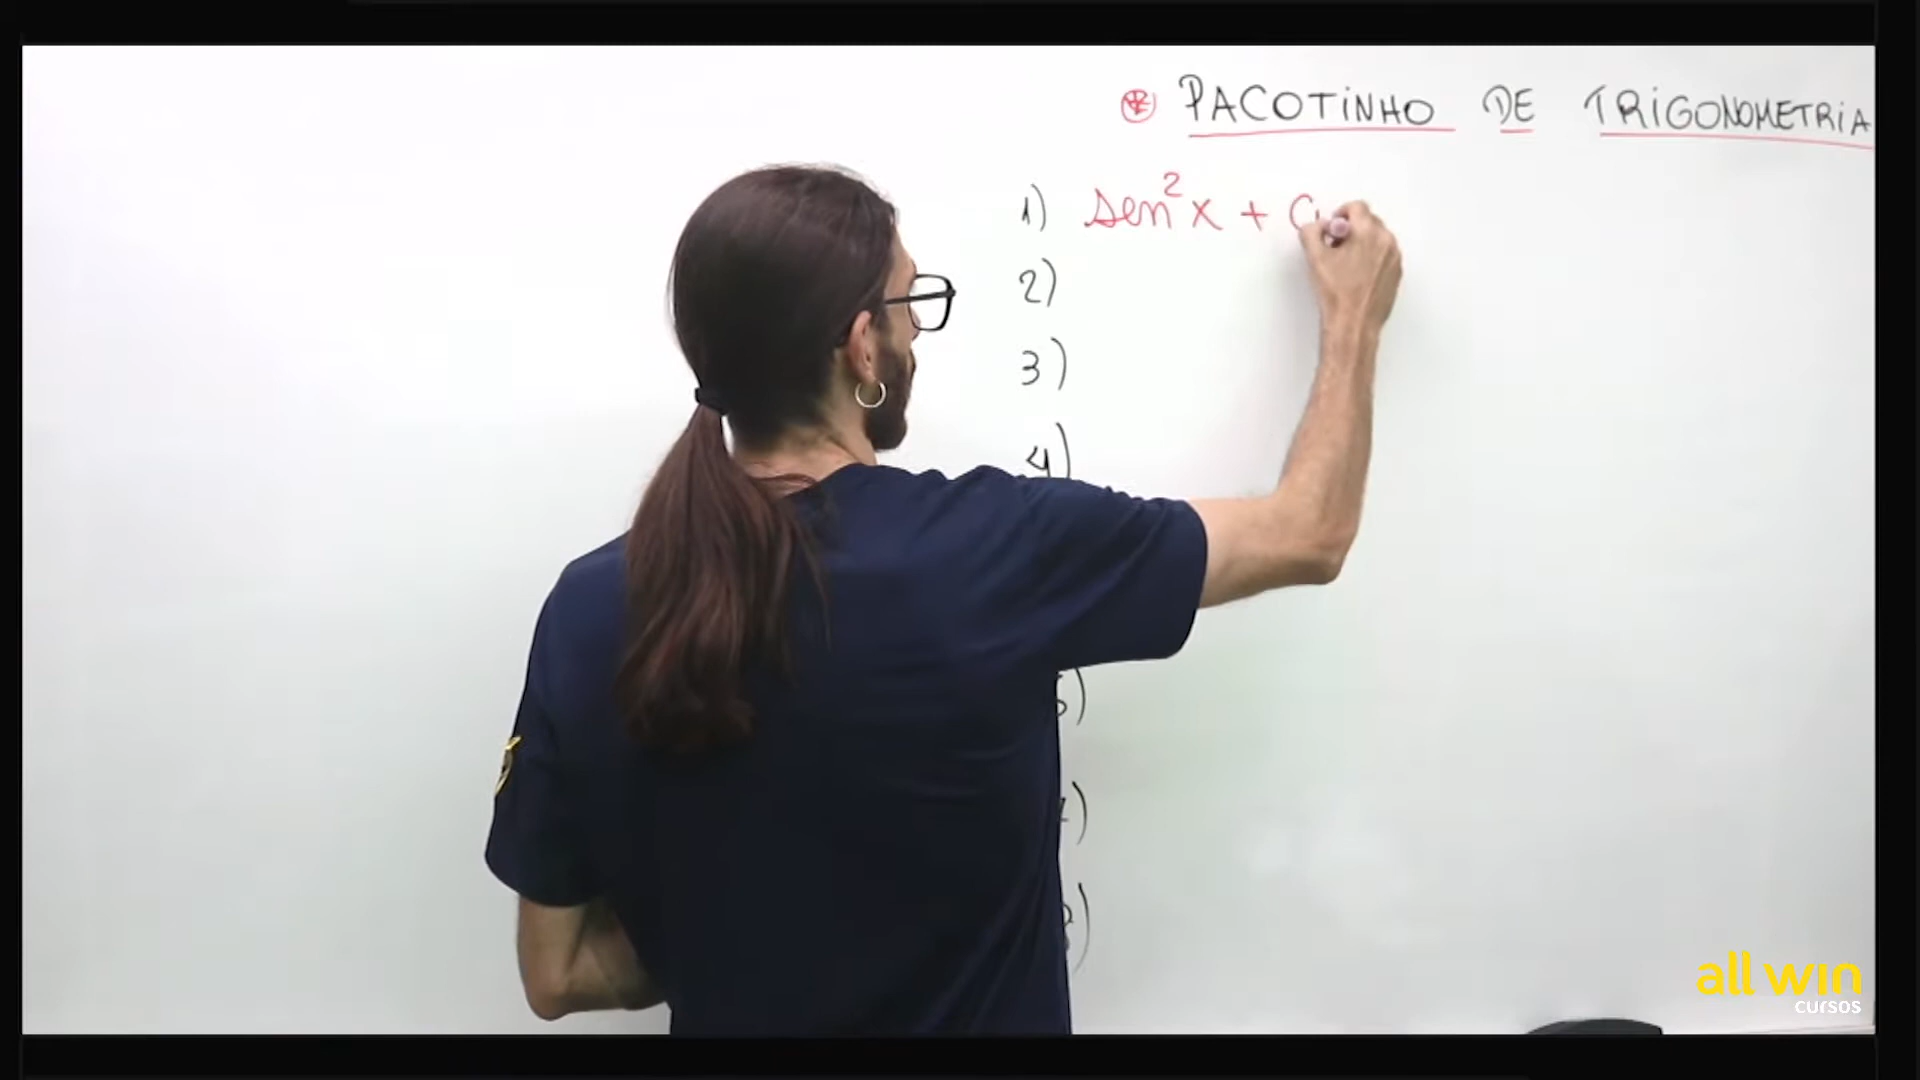 PACOTINHO DE TRIGONOMETRIA
1) sen²x + c
2)
3)
4)
all win
cursos